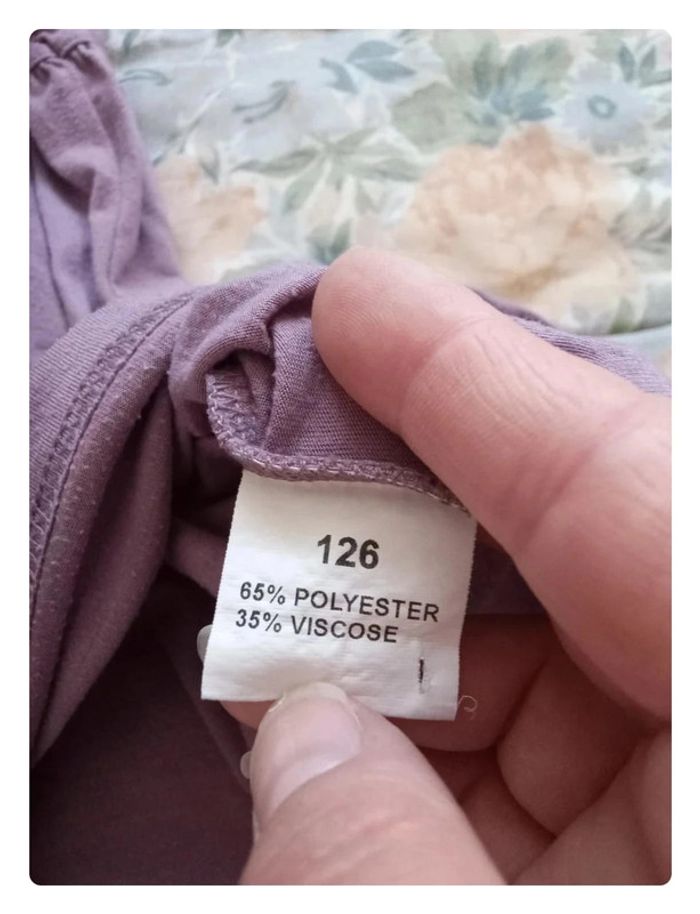 126
65% POLYESTER
35% VISCOSE